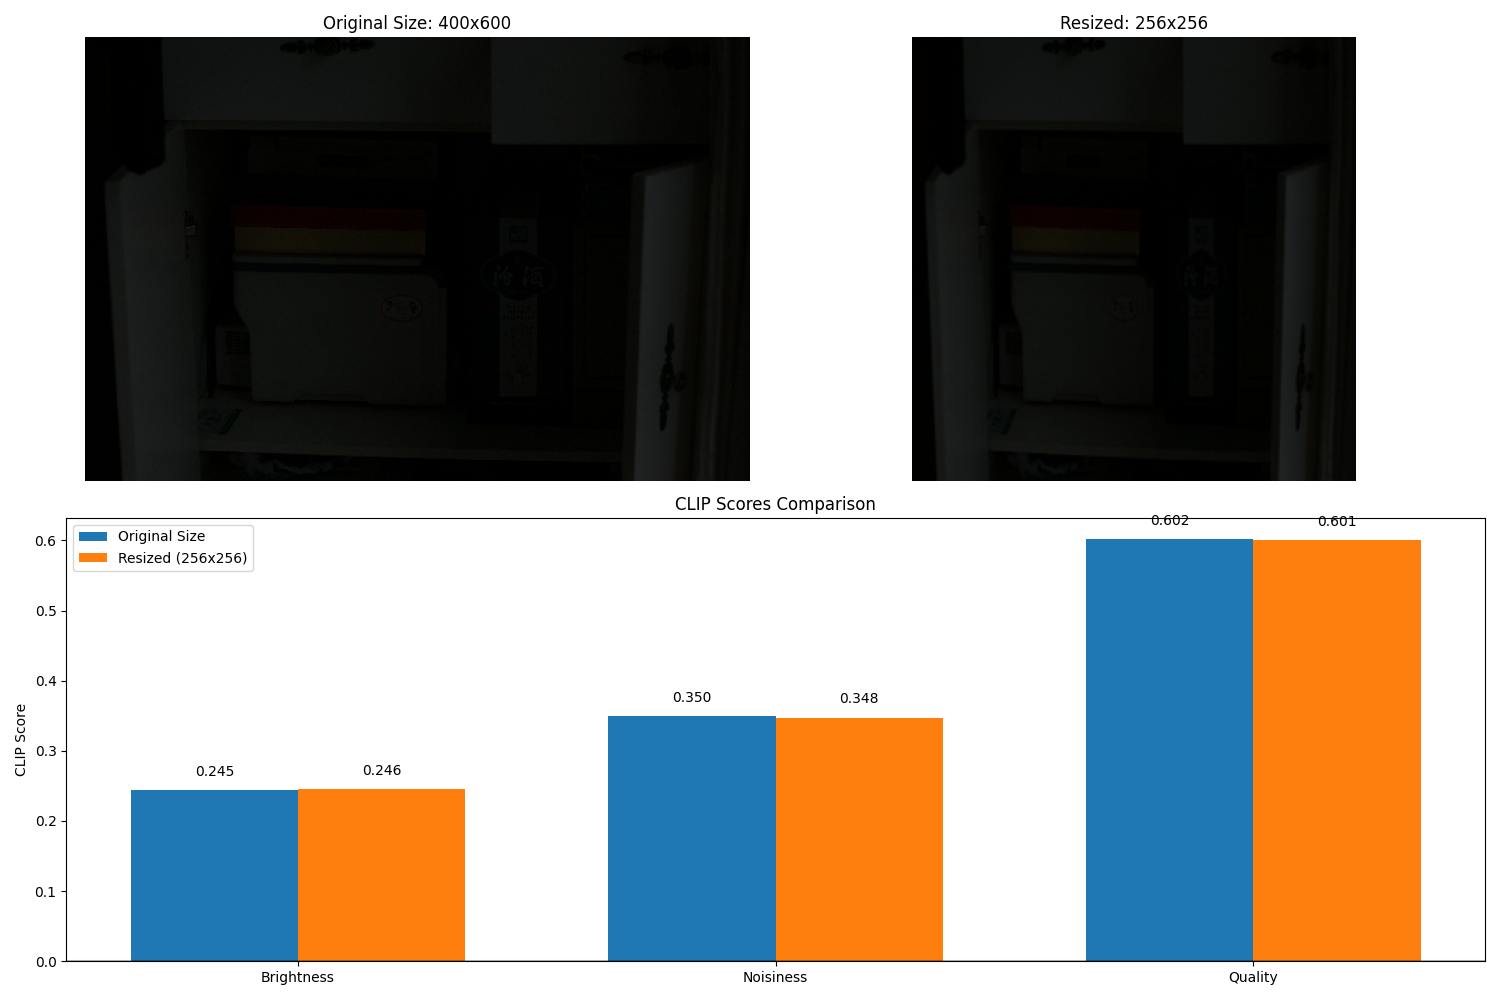 Original Size: 400x600
Resized: 256x256
汾酒
CLIP Scores Comparison
Original Size
Resized (256x256)
CLIP Score
0.6
0.5
0.4
0.3
0.2
0.1
0.0
0.245
0.246
0.350
0.348
0.602
0.601
Brightness
Noisiness
Quality